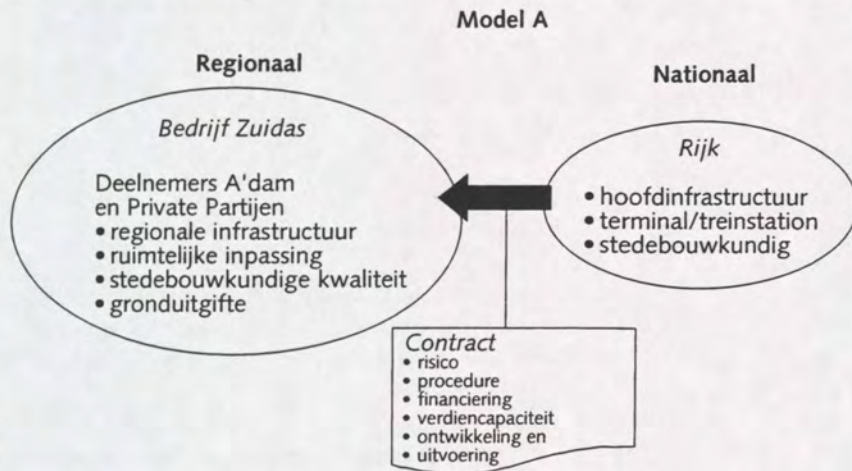 Model A
Regionaal
Bedrijf Zuidas
Deelnemers A'dam
en Private Partijen
• regionale infrastructuur
• ruimtelijke inpassing
• stedebouwkundige kwaliteit
• gronduitgifte
Nationaal
Rijk
• hoofdinfrastructuur
• terminal/treinstation
• stedebouwkundig
Contract
• risico
• procedure
• financiering
• verdiencapaciteit
• ontwikkeling en
• uitvoering